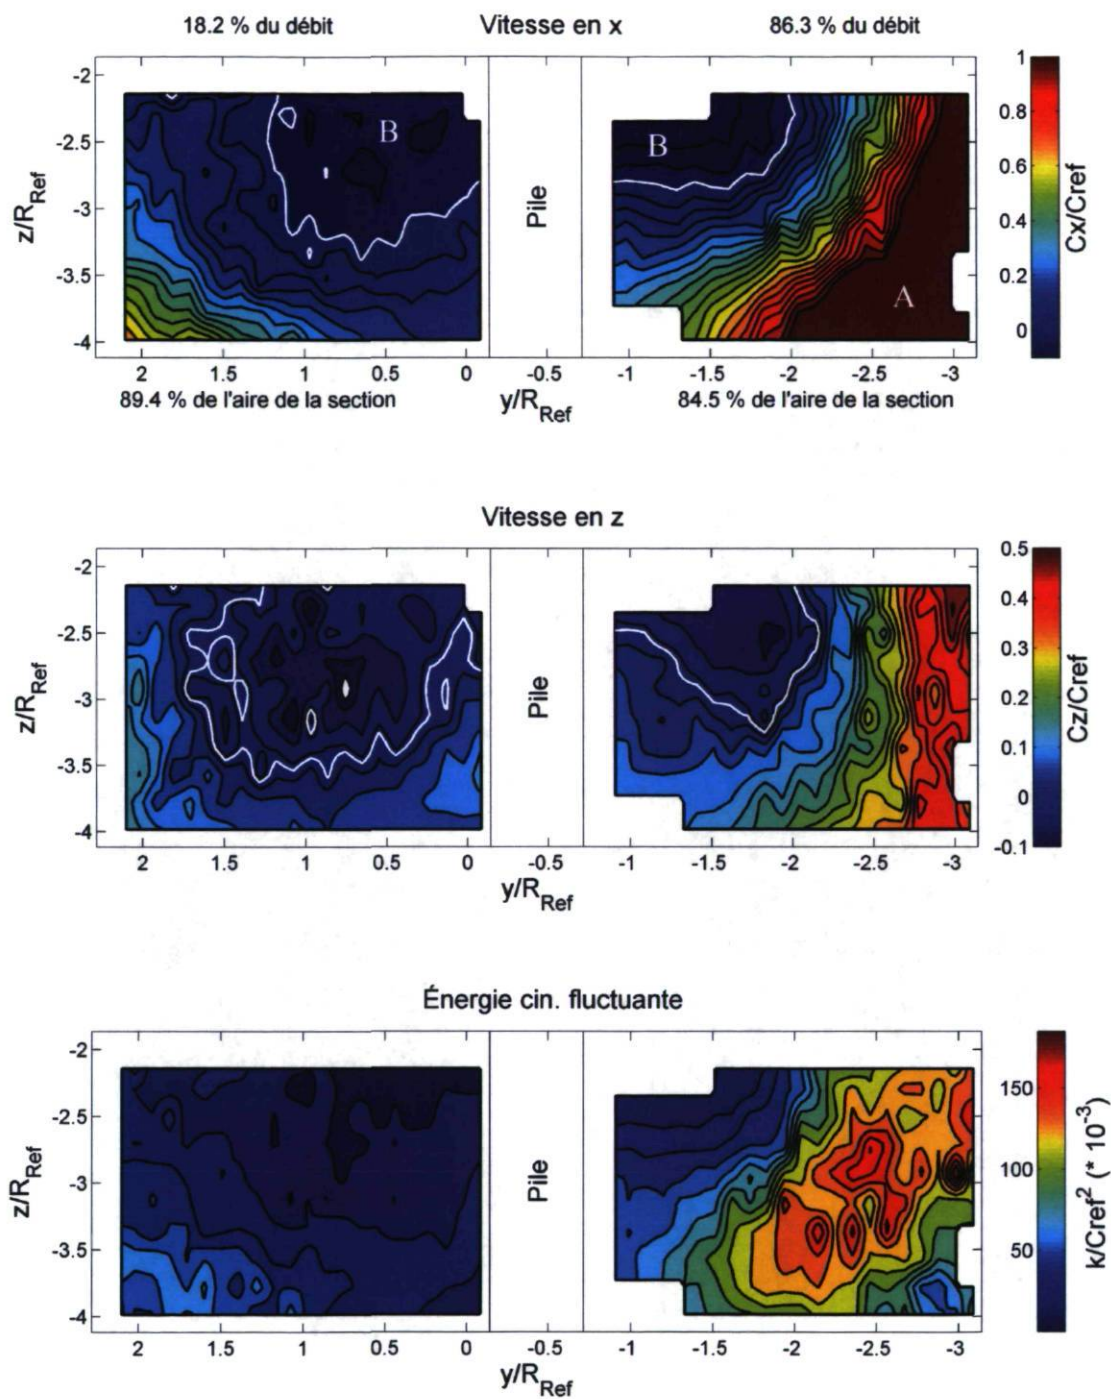 18.2 % du débit Vitesse en x 86.3 % du débit
-2
-2.5
-3
-3.5
-4
z/R_Ref
B
Pile
B
A
1
0.8
0.6
0.4
0.2
0
Cx/Cref
2 1.5 1 0.5 0 -0.5 -1 -1.5 -2 -2.5 -3
89.4 % de l'aire de la section y/R_Ref 84.5 % de l'aire de la section
Vitesse en z
-2
-2.5
-3
-3.5
-4
z/R_Ref
Pile
0.5
0.4
0.3
0.2
0.1
0
-0.1
Cz/Cref
2 1.5 1 0.5 0 -0.5 -1 -1.5 -2 -2.5 -3
y/R_Ref
Énergie cin. fluctuante
-2
-2.5
-3
-3.5
-4
z/R_Ref
Pile
150
100
50
k/Cref² (* 10⁻³)
2 1.5 1 0.5 0 -0.5 -1 -1.5 -2 -2.5 -3
y/R_Ref